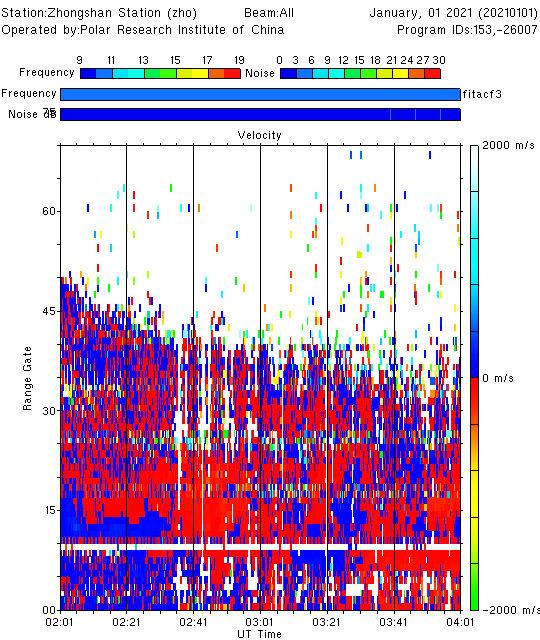 Station:Zhongshan Station (zho) Beam:All January, 01 2021 (20210101)
Operated by:Polar Research Institute of China Program IDs:153,-26007
9 11 13 15 17 19 0 3 6 9 12 15 18 21 24 27 30
Frequency Noise
Frequency fitacf3
75
Noise dB
Velocity
2000 m/s
60
45
0 m/s
Range Gate
30
15
00 -2000 m/s
02:01 02:21 02:41 03:01 03:21 03:41 04:01
UT Time